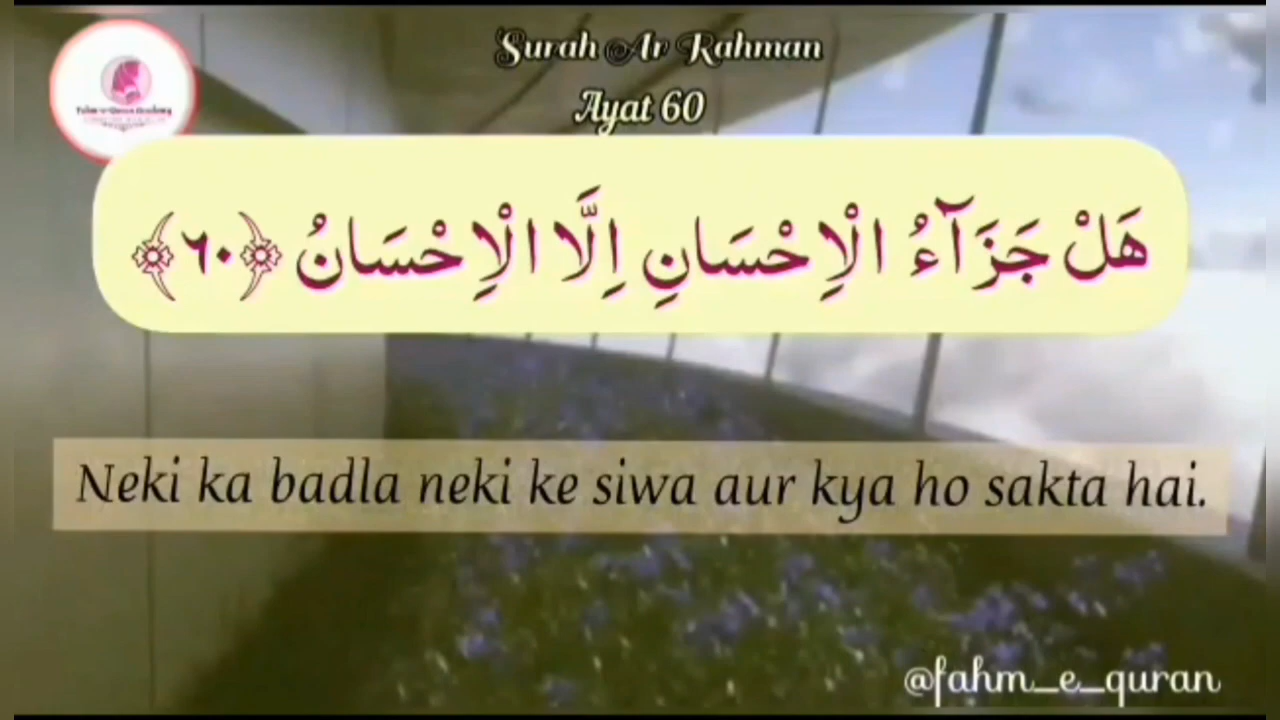 Surah Ar Rahman
Ayat 60
هَلْ جَزَآءُ الْاِحْسَانِ اِلَّا الْاِحْسَانُ ﴿٦٠﴾
Neki ka badla neki ke siwa aur kya ho sakta hai.
@fahm_e_quran